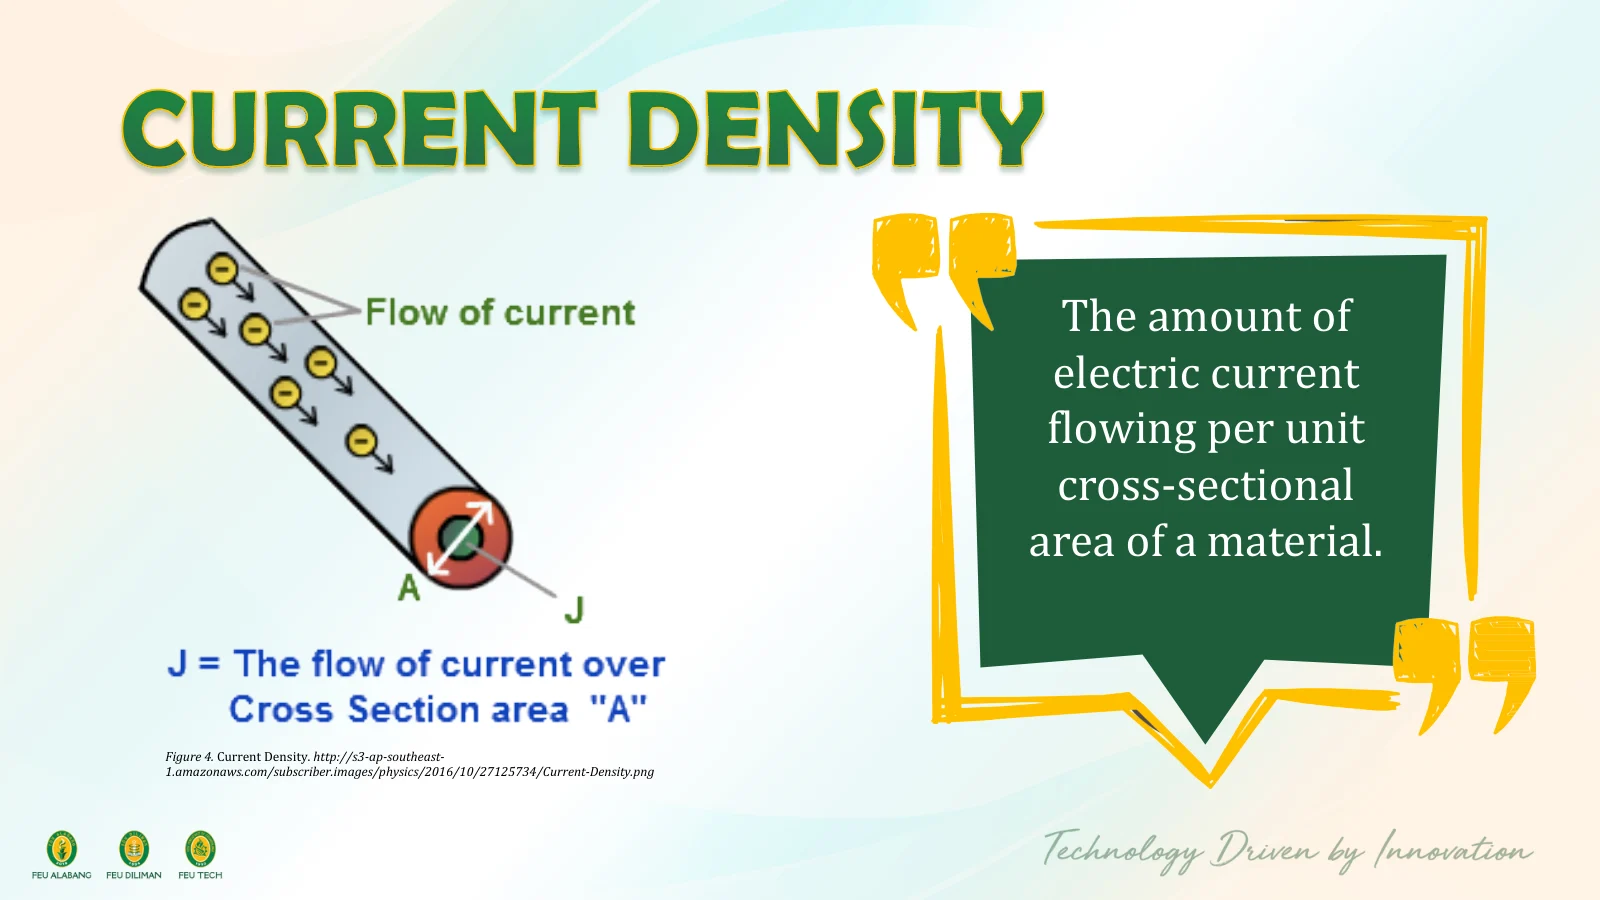 CURRENT DENSITY
Flow of current
A
J
J = The flow of current over
Cross Section area "A"
Figure 4. Current Density. http://s3-ap-southeast-
1.amazonaws.com/subscriber.images/physics/2016/10/27125734/Current-Density.png
The amount of
electric current
flowing per unit
cross-sectional
area of a material.
FEU ALABANG
FEU DILIMAN
FEU TECH
Technology Driven by Innovation